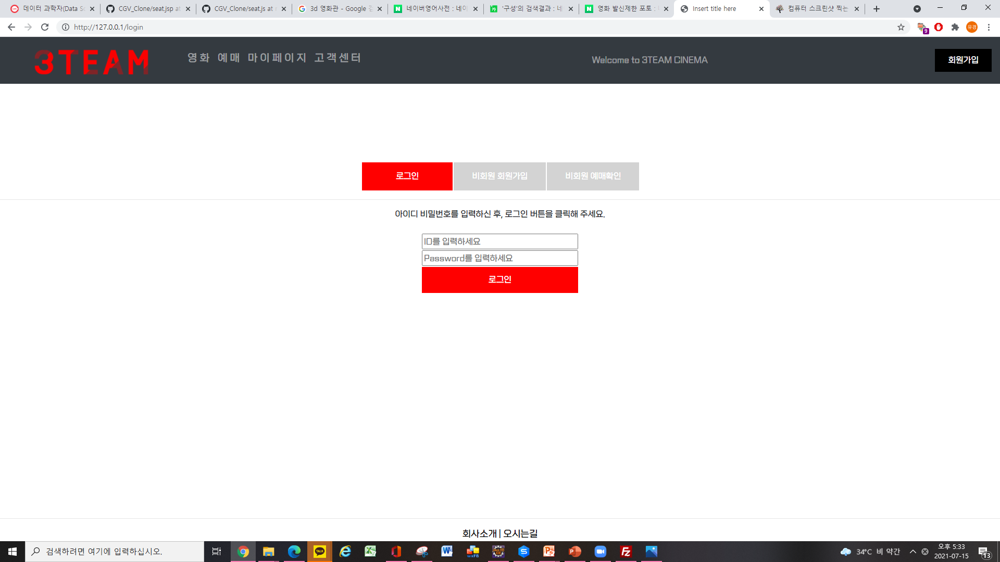 데이터 과학자(Data Sc
CGV_Clone/seat.jsp at
CGV_Clone/seat.js at
3d 영화관 - Google
네이버영어사전 : 네이
'구성'의 검색결과 : 네
영화 발신제한 포토 :
Insert title here
컴퓨터 스크린샷 찍는
http://127.0.0.1/login
9
유경
3TEAM
영화 예매 마이페이지 고객센터
Welcome to 3TEAM CINEMA
회원가입
로그인
비회원 회원가입
비회원 예매확인
아이디 비밀번호를 입력하신 후, 로그인 버튼을 클릭해 주세요.
ID를 입력하세요
Password를 입력하세요
로그인
회사소개 | 오시는길
검색하려면 여기에 입력하십시오.
TALK
wxFB
34°C 비 약간
오후 5:33
2021-07-15
13